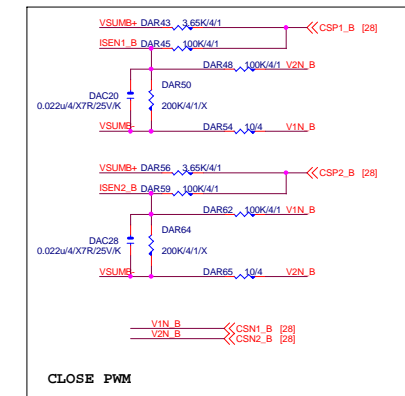 VSUMB+ DAR43 3.65K/4/1 CSP1_B [28]
ISEN1_B DAR45 100K/4/1
DAR48 100K/4/1 V2N_B
DAR50
DAC20
0.022u/4/X7R/25V/K 200K/4/1/X
VSUMB- DAR54 10/4 V1N_B
VSUMB+ DAR56 3.65K/4/1 CSP2_B [28]
ISEN2_B DAR59 100K/4/1
DAR62 100K/4/1 V1N_B
DAR64
DAC28
0.022u/4/X7R/25V/K 200K/4/1/X
VSUMB- DAR65 10/4 V2N_B
V1N_B CSN1_B [28]
V2N_B CSN2_B [28]
CLOSE PWM